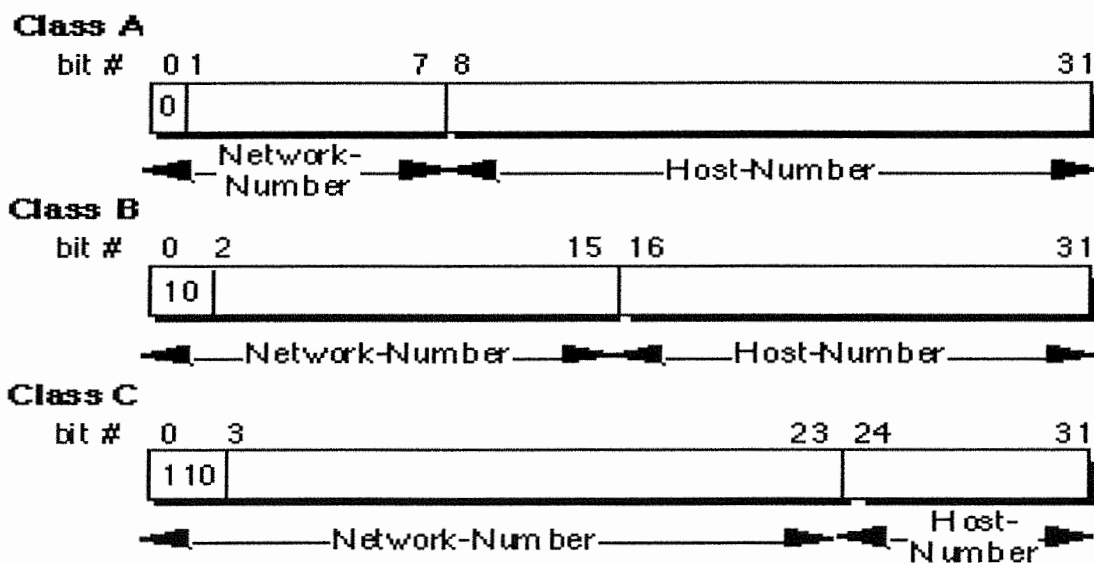 Class A
bit # 0 1 7 8 31
0
Network-
Number
Host-Number
Class B
bit # 0 2 15 16 31
10
Network-Number Host-Number
Class C
bit # 0 3 23 24 31
110
Network-Number
Host-
Number